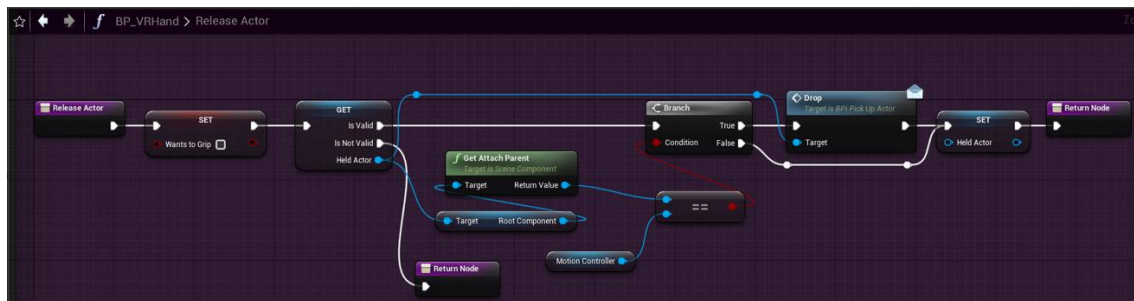 BP_VRHand > Release Actor
Zo
Release Actor
SET
Wants to Grip
GET
Is Valid
Is Not Valid
Held Actor
f Get Attach Parent
Target is Scene Component
Target Return Value
Target Root Component
Motion Controller
==
Return Node
Branch
True
Condition False
Drop
Target is BPI Pick Up Actor
Target
SET
Held Actor
Return Node